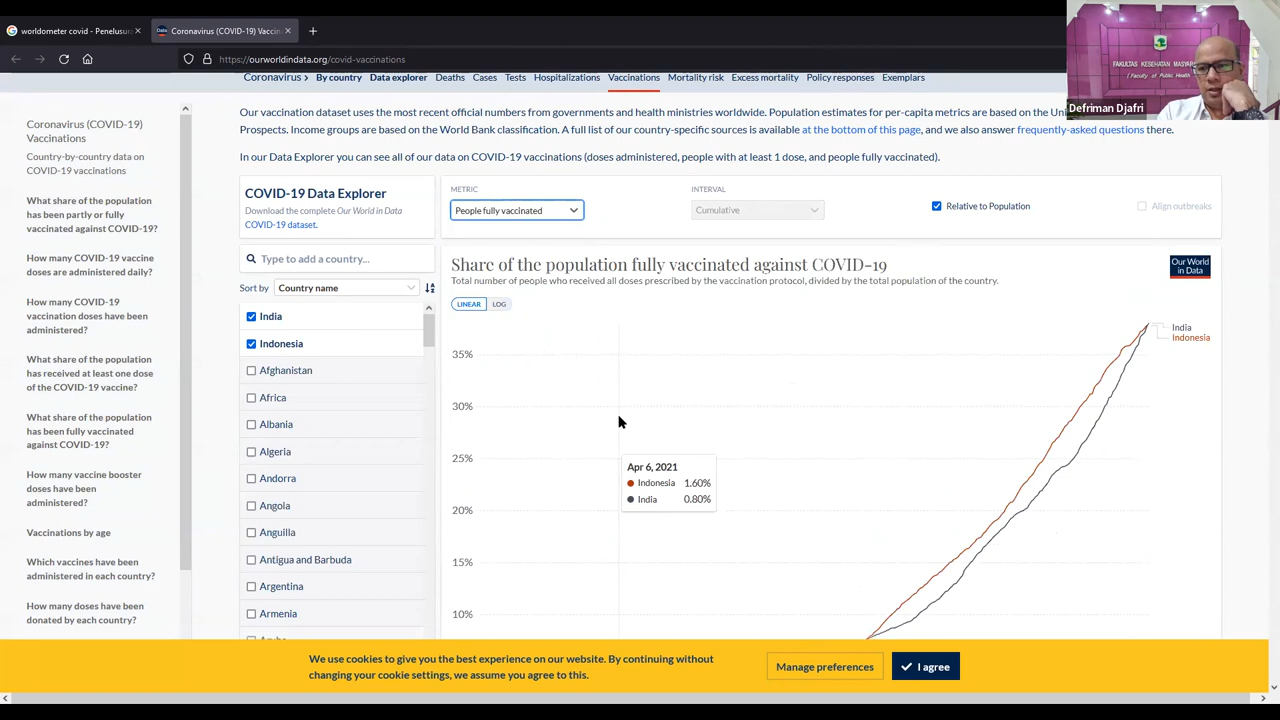 worldometer covid - Penelusu
Coronavirus (COVID-19) Vaccin
https://ourworldindata.org/covid-vaccinations
FAKULTAS KESEHATAN MASYAR
(Faculty of Public Health
Defriman Djafri
Coronavirus
By country
Data explorer
Deaths
Cases
Tests
Hospitalizations
Vaccinations
Mortality risk
Excess mortality
Policy responses
Exemplars
Coronavirus (COVID-19)
Vaccinations
Country-by-country data on
COVID-19 vaccinations
What share of the population
has been partly or fully
vaccinated against COVID-19?
How many COVID-19 vaccine
doses are administered daily?
How many COVID-19
vaccination doses have been
administered?
What share of the population
has received at least one dose
of the COVID-19 vaccine?
What share of the population
has been fully vaccinated
against COVID-19?
How many vaccine booster
doses have been
administered?
Vaccinations by age
Which vaccines have been
administered in each country?
How many doses have been
donated by each country?
Our vaccination dataset uses the most recent official numbers from governments and health ministries worldwide. Population estimates for per-capita metrics are based on the
Prospects. Income groups are based on the World Bank classification. A full list of our country-specific sources is available at the bottom of this page, and we also answer frequently-asked questions there.
In our Data Explorer you can see all of our data on COVID-19 vaccinations (doses administered, people with at least 1 dose, and people fully vaccinated).
COVID-19 Data Explorer
Download the complete Our World in Data
COVID-19 dataset.
METRIC
People fully vaccinated
INTERVAL
Cumulative
Relative to Population
Align outbreaks
Type to add a country...
Sort by
Country name
India
Indonesia
Afghanistan
Africa
Albania
Algeria
Andorra
Angola
Anguilla
Antigua and Barbuda
Argentina
Armenia
Share of the population fully vaccinated against COVID-19
Total number of people who received all doses prescribed by the vaccination protocol, divided by the total population of the country.
Our World
in Data
LINEAR
LOG
India
Indonesia
35%
30%
25%
20%
15%
10%
Apr 6, 2021
Indonesia 1.60%
India 0.80%
We use cookies to give you the best experience on our website. By continuing without
changing your cookie settings, we assume you agree to this.
Manage preferences
I agree